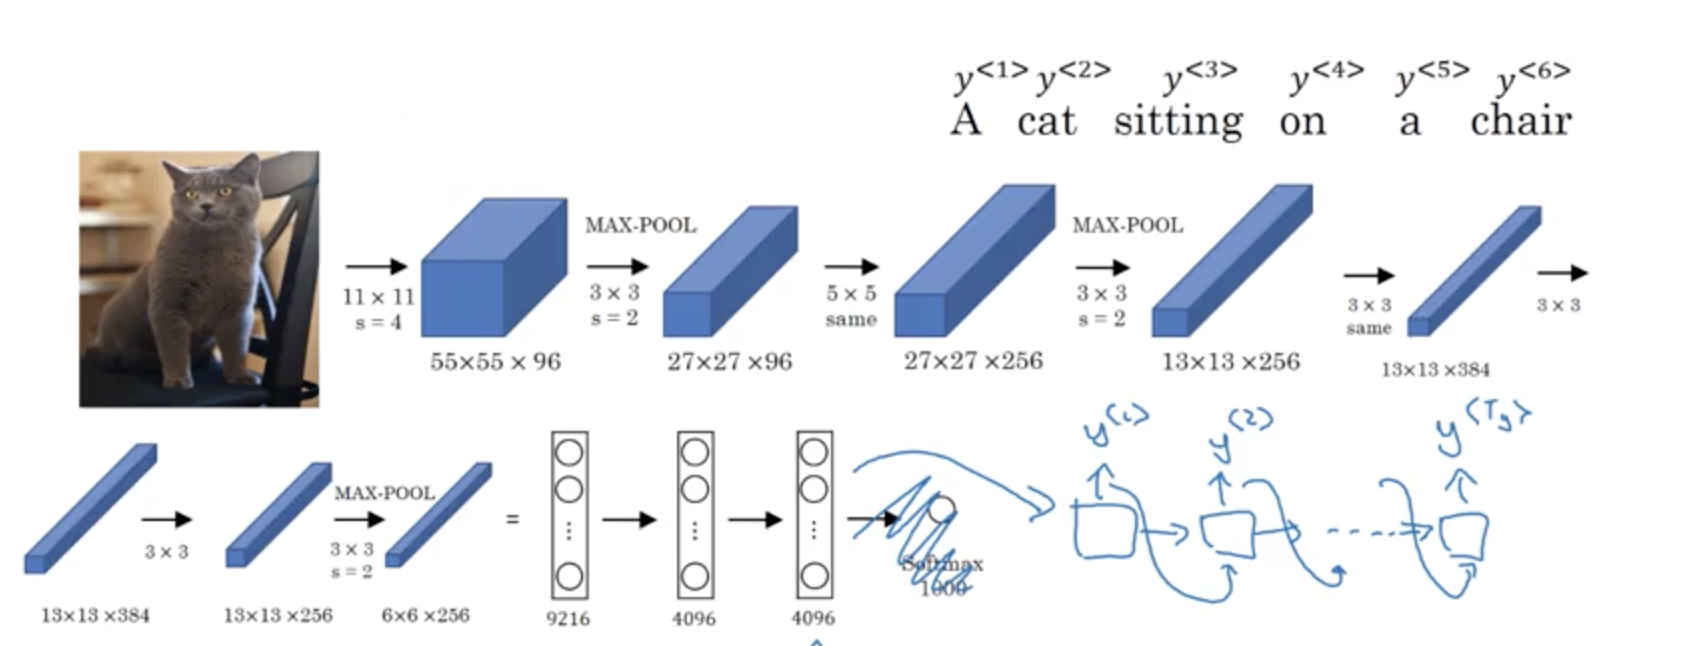 y<1> y<2> y<3> y<4> y<5> y<6>
A cat sitting on a chair
MAX-POOL
MAX-POOL
11 × 11
s = 4
3 × 3
s = 2
5 × 5
same
3 × 3
s = 2
3 × 3
same
3 × 3
55×55 × 96
27×27 ×96
27×27 ×256
13×13 ×256
13×13 ×384
y<1> y<2> y<Ty>
MAX-POOL
=
3 × 3
3 × 3
s = 2
Softmax
1000
13×13 ×384
13×13 ×256
6×6 ×256
9216
4096
4096